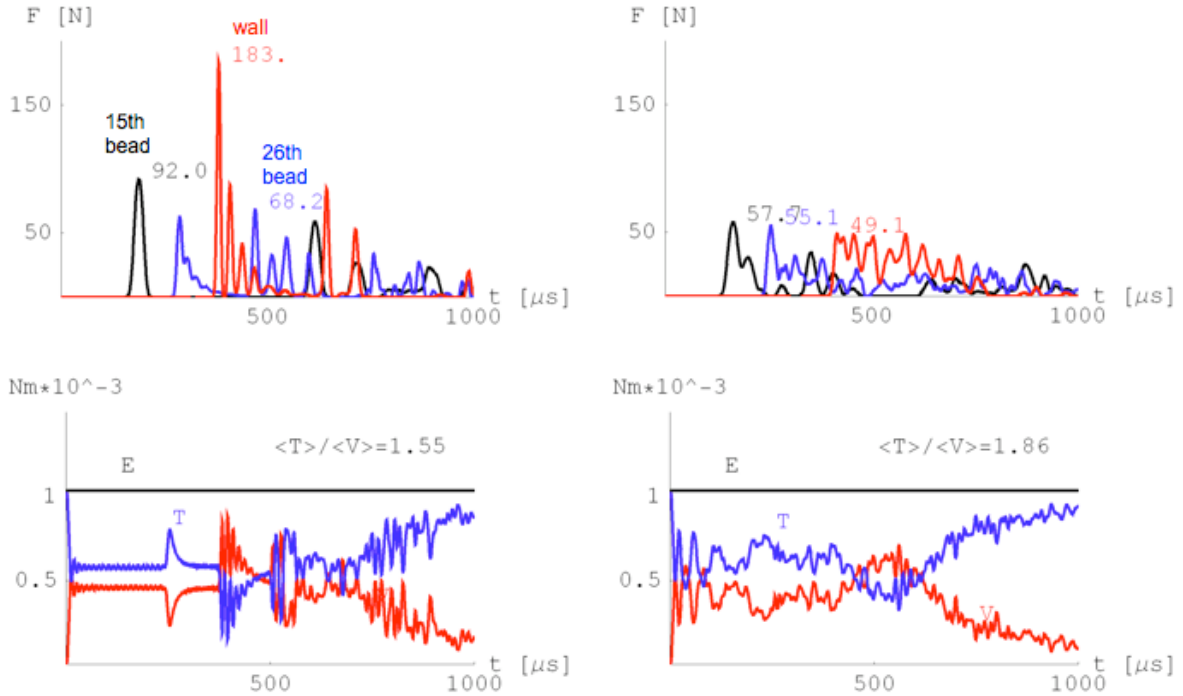 F [N]
wall
183.
150
15th
bead
92.0
26th
bead
68.2
50
t [μs]
500
1000
F [N]
150
57.7
55.1
49.1
50
t [μs]
500
1000
Nm*10^-3
<T>/<V>=1.55
E
1
T
0.5
t [μs]
500
1000
Nm*10^-3
<T>/<V>=1.86
E
1
T
0.5
V
t [μs]
500
1000